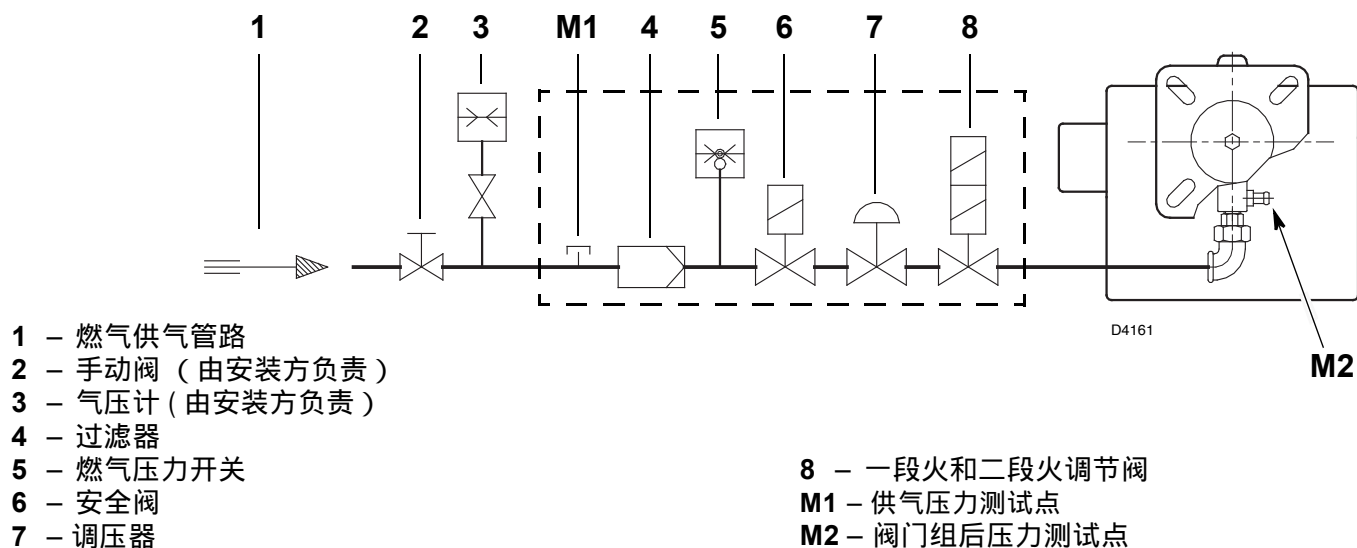 1 2 3 M1 4 5 6 7 8
D4161
M2
1 – 燃气供气管路
2 – 手动阀 （由安装方负责）
3 – 气压计 ( 由安装方负责 ）
4 – 过滤器
5 – 燃气压力开关
6 – 安全阀
7 – 调压器
8 – 一段火和二段火调节阀
M1 – 供气压力测试点
M2 – 阀门组后压力测试点